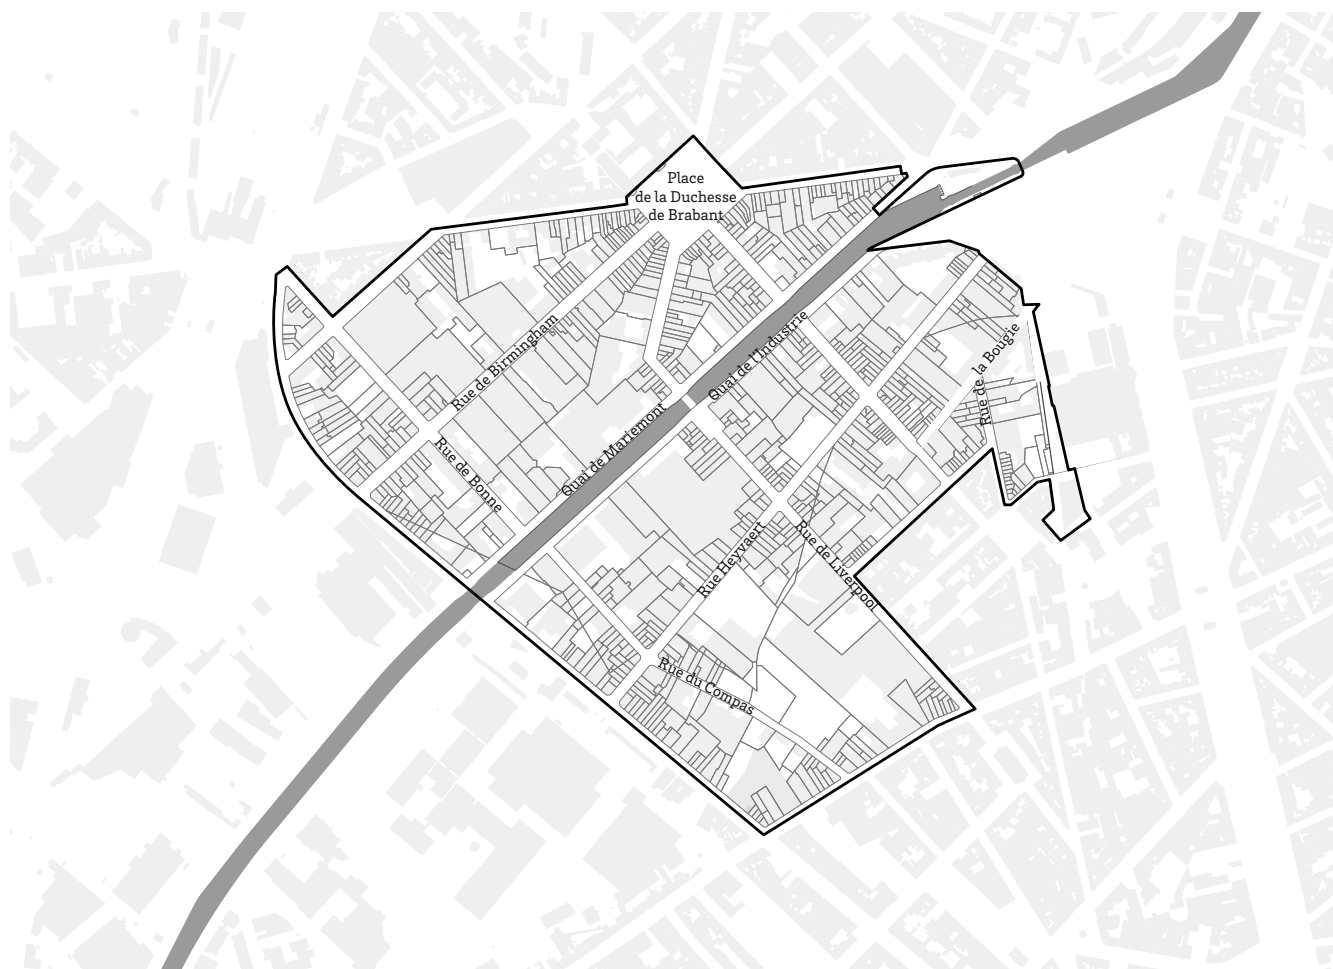 Place
de la Duchesse
de Brabant
Rue de Birmingham
Quai de l'Industrie
Rue de la Bougie
Quai de Mariemont
Rue de Bonne
Rue Heyvaert
Rue de Liverpool
Rue du Compas